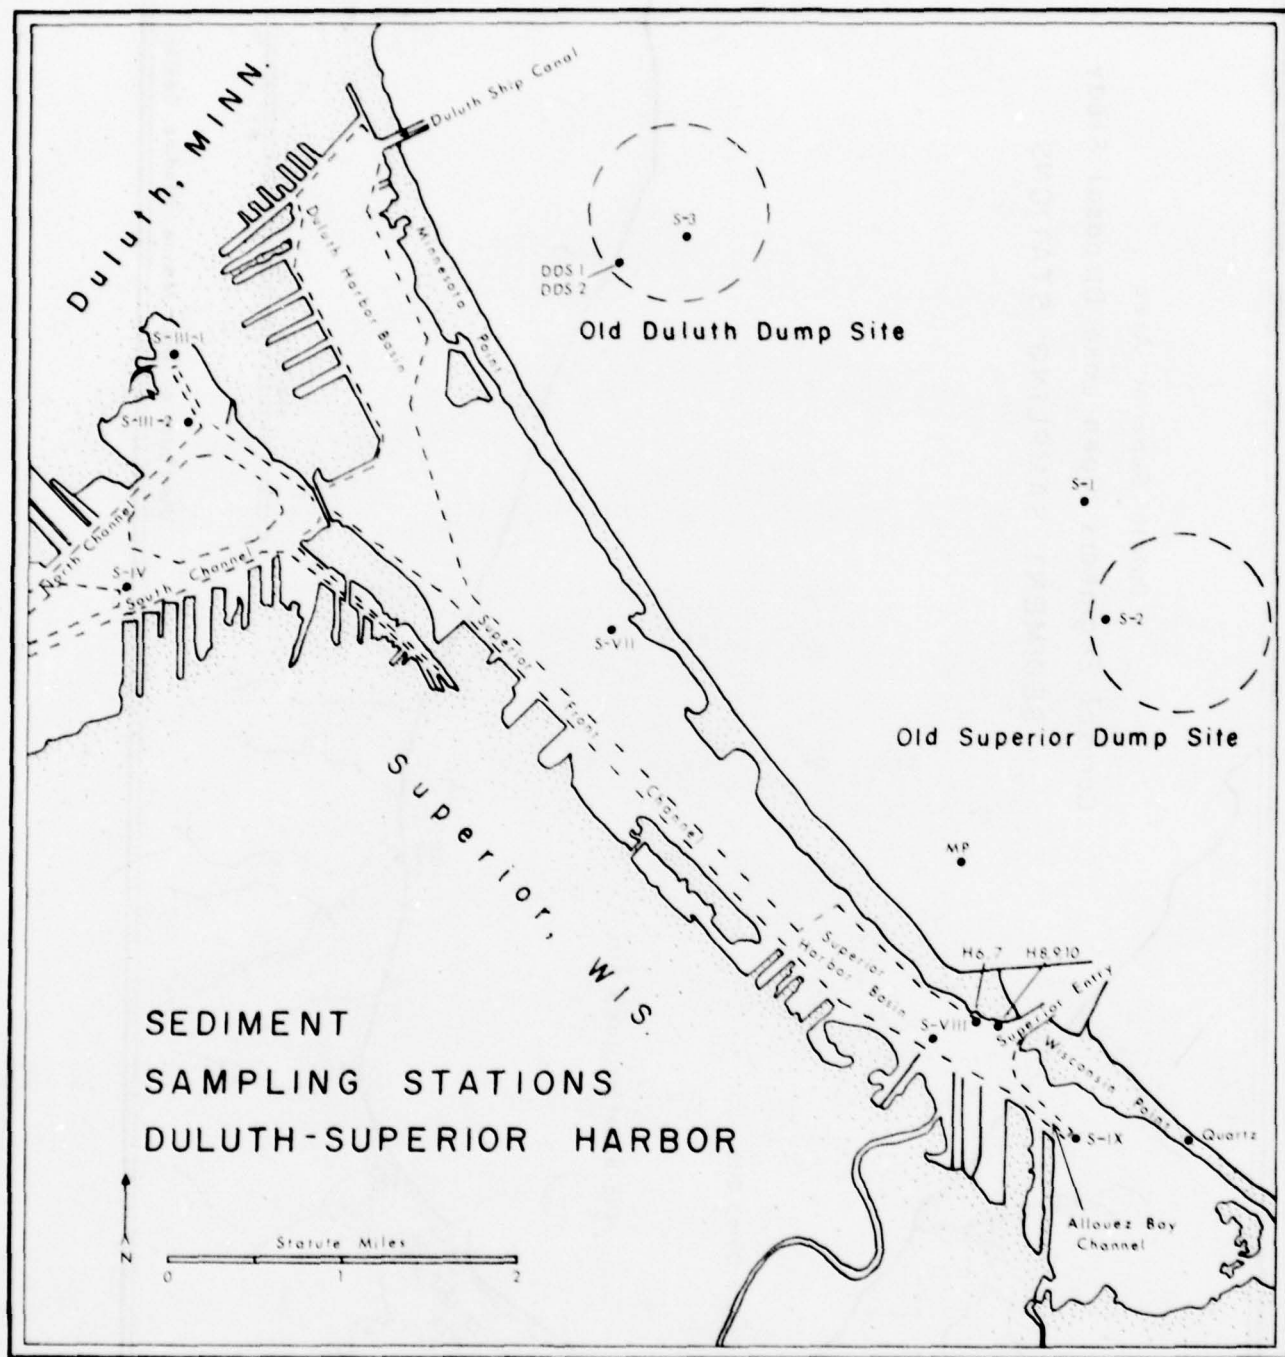 Duluth, MINN.
Duluth Ship Canal
S-3
DDS 1
DDS 2
Old Duluth Dump Site
Duluth Harbor Basin
Minnesota Point
S-III-1
S-III-2
North Channel
S-IV
South Channel
S-1
S-2
Old Superior Dump Site
S-VII
Superior Front Channel
Superior, WIS.
MP
Superior
Harbor Basin
H6,7
H8,9,10
Superior Entry
S-VIII
Wisconsin Point
S-IX
Quartz
Allouez Bay
Channel
SEDIMENT
SAMPLING STATIONS
DULUTH-SUPERIOR HARBOR
N
Statute Miles
0 1 2